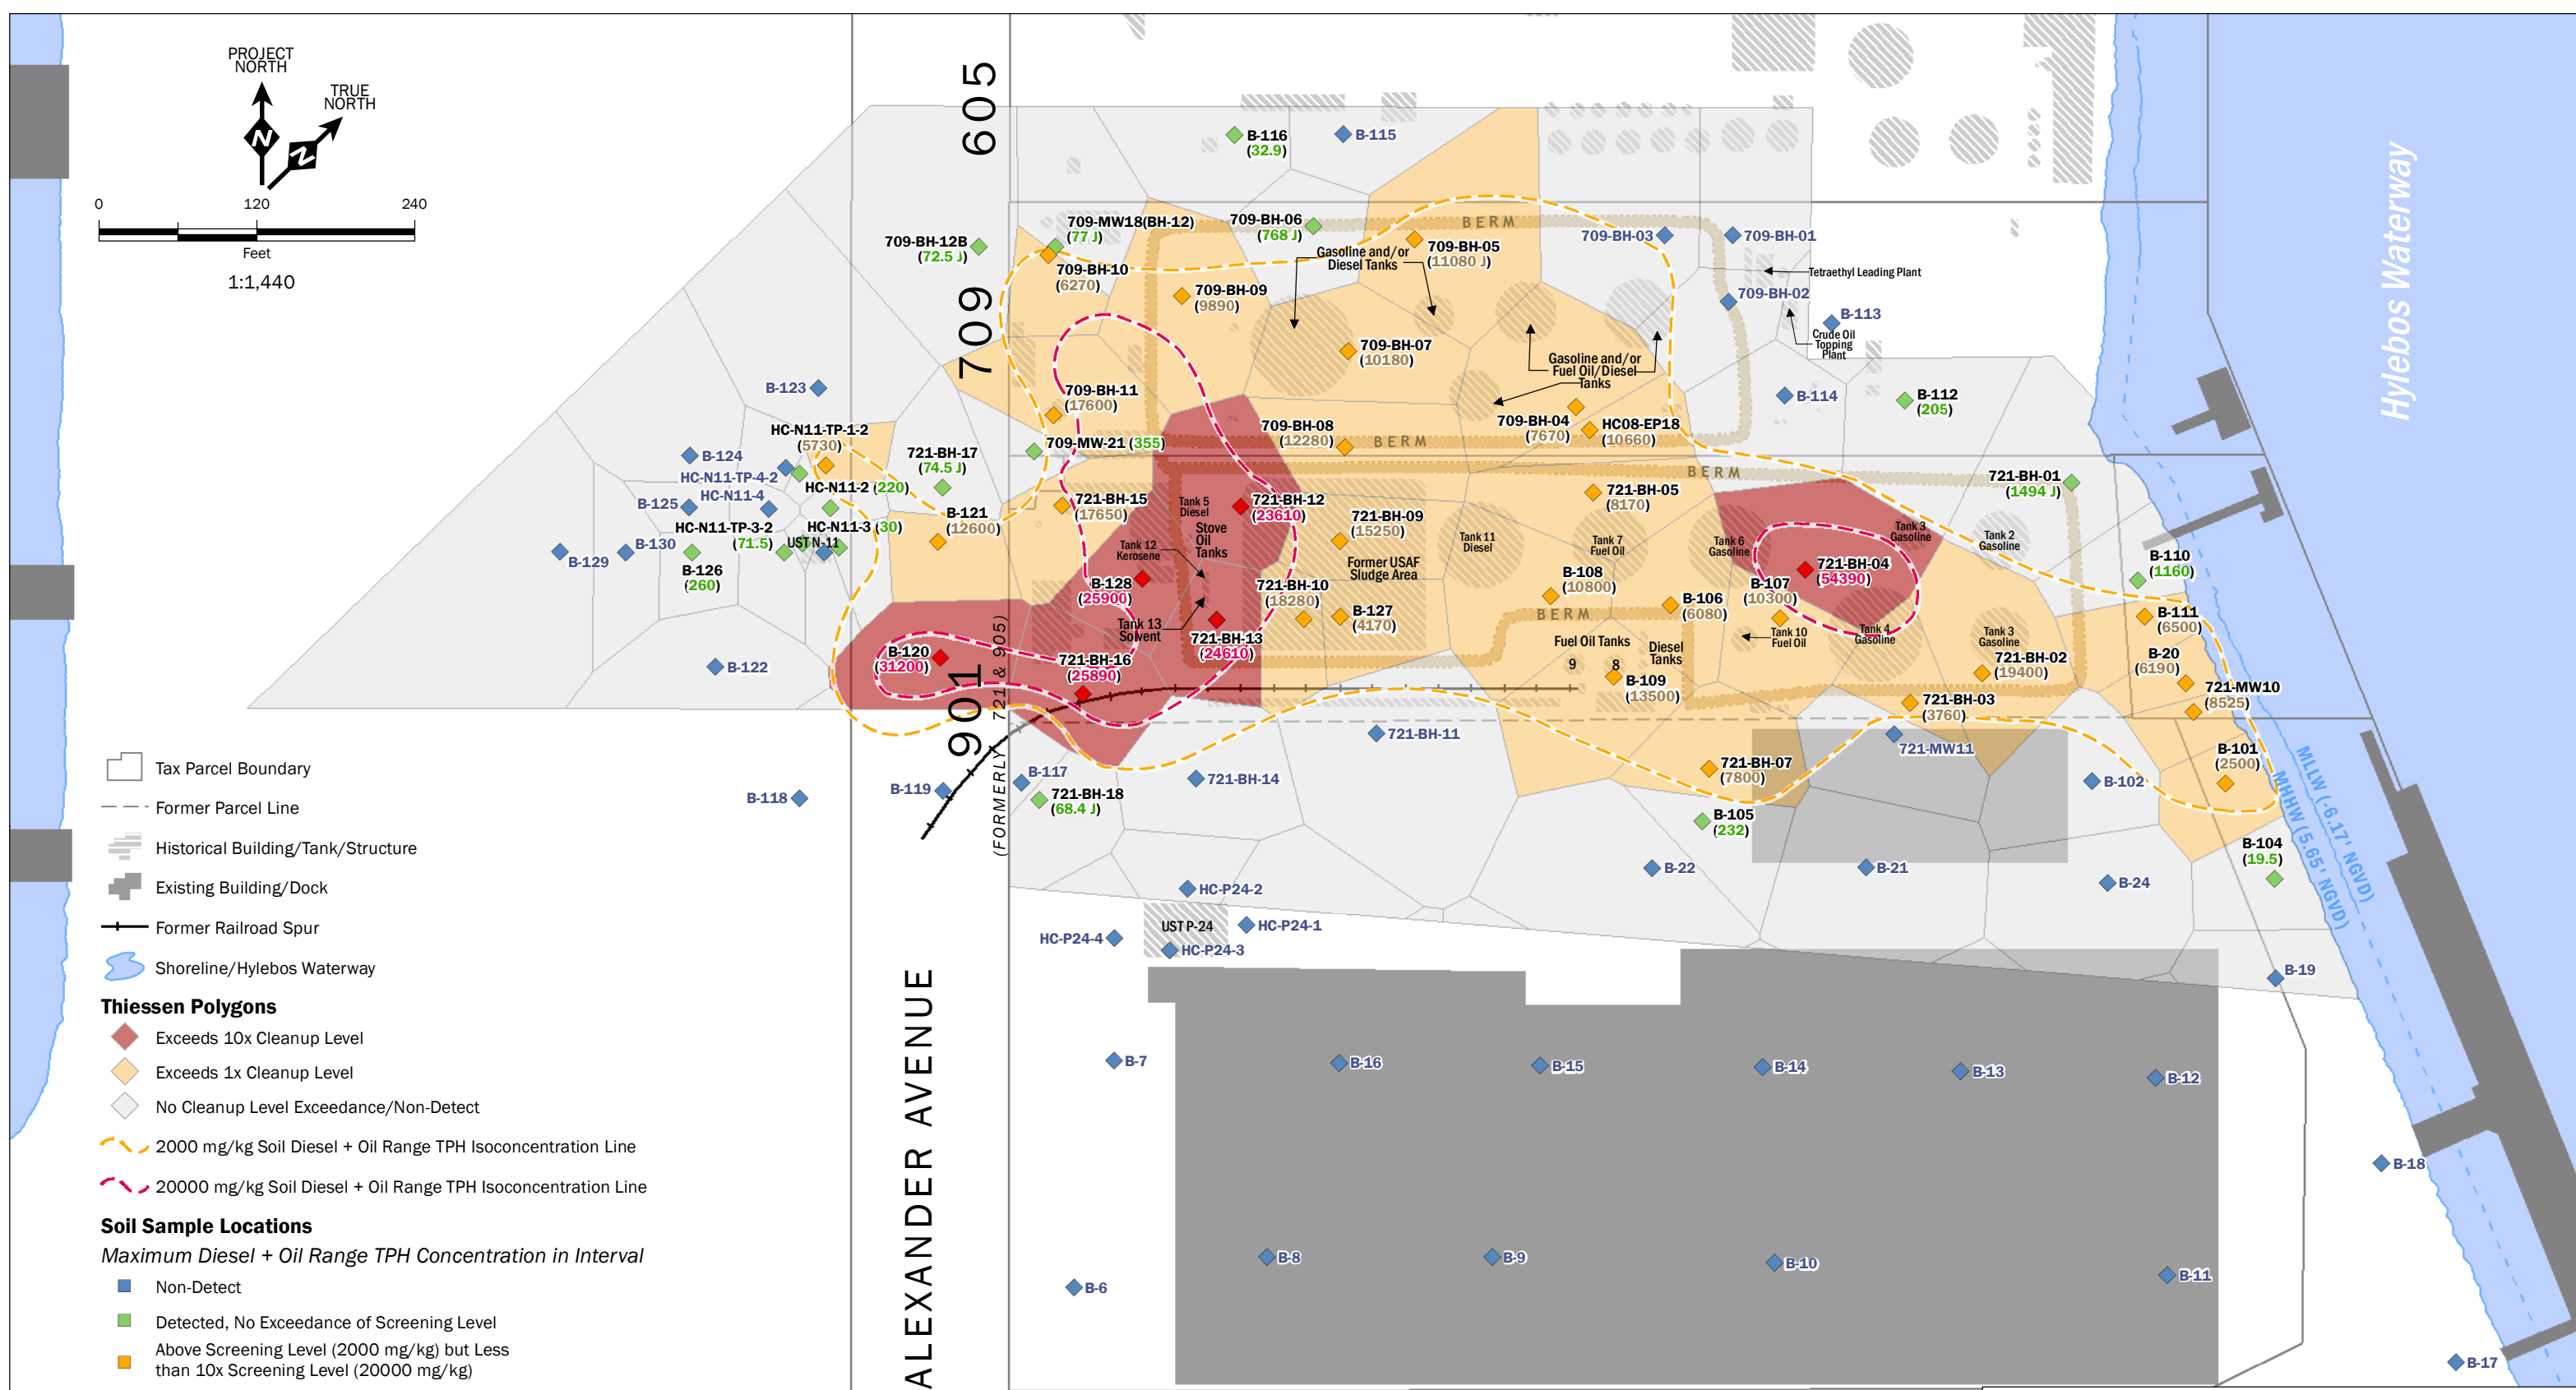 PROJECT
NORTH
TRUE
NORTH
N
N
0 120 240
Feet
1:1,440
605
709
901
(FORMERLY 721 & 905)
ALEXANDER AVENUE
Hylebos Waterway
MLLW (-6.17' NGVD)
MHHW (5.65' NGVD)
B-116
(32.9)
B-115
709-MW18(BH-12)
(77 J)
709-BH-06
(768 J)
BERM
709-BH-12B
(72.5 J)
709-BH-10
(6270)
Gasoline and/or
Diesel Tanks
709-BH-05
(11080 J)
709-BH-03
709-BH-01
Tetraethyl Leading Plant
709-BH-09
(9890)
709-BH-02
B-113
Crude Oil
Topping
Plant
709-BH-07
(10180)
Gasoline and/or
Fuel Oil/Diesel
Tanks
B-123
709-BH-11
(17600)
B-114
B-112
(205)
HC-N11-TP-1-2
(5730)
709-BH-08
(12280)
BERM
709-BH-04
(7670)
HC08-EP18
(10660)
709-MW-21 (355)
B-124
HC-N11-TP-4-2
721-BH-17
(74.5 J)
BERM
721-BH-01
(1494 J)
HC-N11-2 (220)
HC-N11-4
B-125
721-BH-15
(17650)
Tank 5
Diesel
721-BH-12
(23610)
721-BH-05
(8170)
B-121
(12600)
HC-N11-TP-3-2
(71.5)
HC-N11-3 (30)
UST N-11
Stove
Oil
Tanks
721-BH-09
(15250)
Tank 11
Diesel
Tank 7
Fuel Oil
Tank 6
Gasoline
Tank 3
Gasoline
Tank 2
Gasoline
B-129
B-130
B-126
(260)
Tank 12
Kerosene
Former USAF
Sludge Area
B-128
(25900)
721-BH-10
(18280)
B-108
(10800)
721-BH-04
(54390)
B-107
(10300)
B-110
(1160)
B-127
(4170)
BERM
B-106
(6080)
B-111
(6500)
Tank 13
Solvent
721-BH-13
(24610)
Fuel Oil Tanks
9 8
Diesel
Tanks
Tank 10
Fuel Oil
Tank 4
Gasoline
Tank 3
Gasoline
B-122
B-120
(31200)
721-BH-16
(25890)
B-109
(13500)
721-BH-02
(19400)
B-20
(6190)
721-MW10
(8525)
721-BH-03
(3760)
721-BH-11
721-MW11
B-101
(2500)
B-118
B-119
B-117
721-BH-18
(68.4 J)
721-BH-14
721-BH-07
(7800)
B-102
B-105
(232)
B-104
(19.5)
B-22
B-21
B-24
HC-P24-2
UST P-24
HC-P24-1
HC-P24-4
HC-P24-3
B-19
B-7
B-16
B-15
B-14
B-13
B-12
B-18
B-6
B-8
B-9
B-10
B-11
B-17
Tax Parcel Boundary
Former Parcel Line
Historical Building/Tank/Structure
Existing Building/Dock
Former Railroad Spur
Shoreline/Hylebos Waterway
Thiessen Polygons
Exceeds 10x Cleanup Level
Exceeds 1x Cleanup Level
No Cleanup Level Exceedance/Non-Detect
2000 mg/kg Soil Diesel + Oil Range TPH Isoconcentration Line
20000 mg/kg Soil Diesel + Oil Range TPH Isoconcentration Line
Soil Sample Locations
Maximum Diesel + Oil Range TPH Concentration in Interval
Non-Detect
Detected, No Exceedance of Screening Level
Above Screening Level (2000 mg/kg) but Less
than 10x Screening Level (20000 mg/kg)